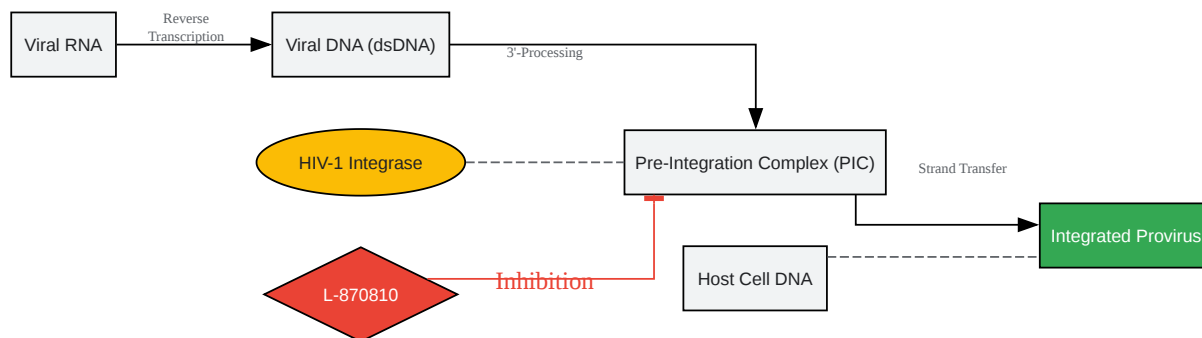 Reverse
Transcription
Viral RNA
Viral DNA (dsDNA)
3'-Processing
HIV-1 Integrase
Pre-Integration Complex (PIC)
Strand Transfer
Integrated Provirus
Host Cell DNA
Inhibition
L-870810